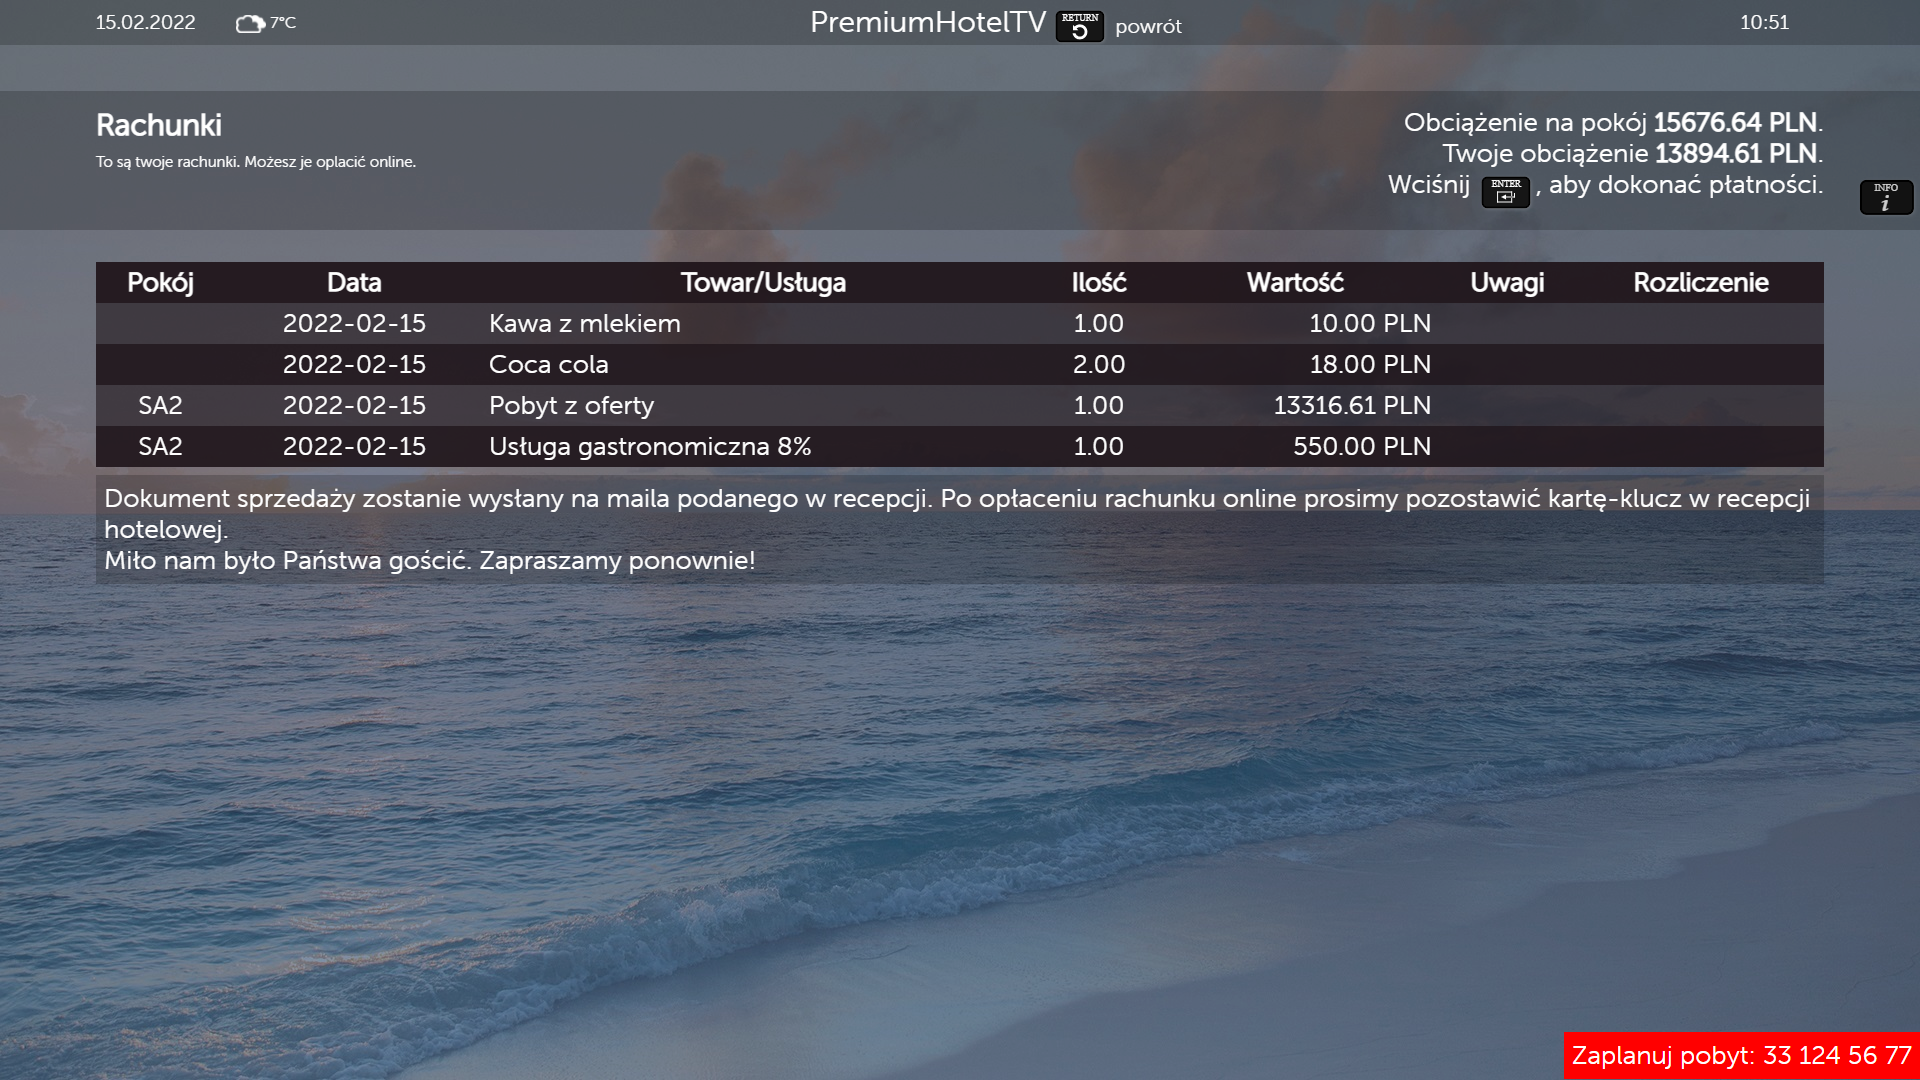 15.02.2022 7°C PremiumHotelTV RETURN powrót 10:51
Rachunki
To są twoje rachunki. Możesz je oplacić online.
Obciążenie na pokój 15676.64 PLN.
Twoje obciążenie 13894.61 PLN.
Wciśnij ENTER , aby dokonać płatności.
INFO
i
Pokój Data Towar/Usługa Ilość Wartość Uwagi Rozliczenie
2022-02-15 Kawa z mlekiem 1.00 10.00 PLN
2022-02-15 Coca cola 2.00 18.00 PLN
SA2 2022-02-15 Pobyt z oferty 1.00 13316.61 PLN
SA2 2022-02-15 Usługa gastronomiczna 8% 1.00 550.00 PLN
Dokument sprzedaży zostanie wysłany na maila podanego w recepcji. Po opłaceniu rachunku online prosimy pozostawić kartę-klucz w recepcji
hotelowej.
Miło nam było Państwa gościć. Zapraszamy ponownie!
Zaplanuj pobyt: 33 124 56 77